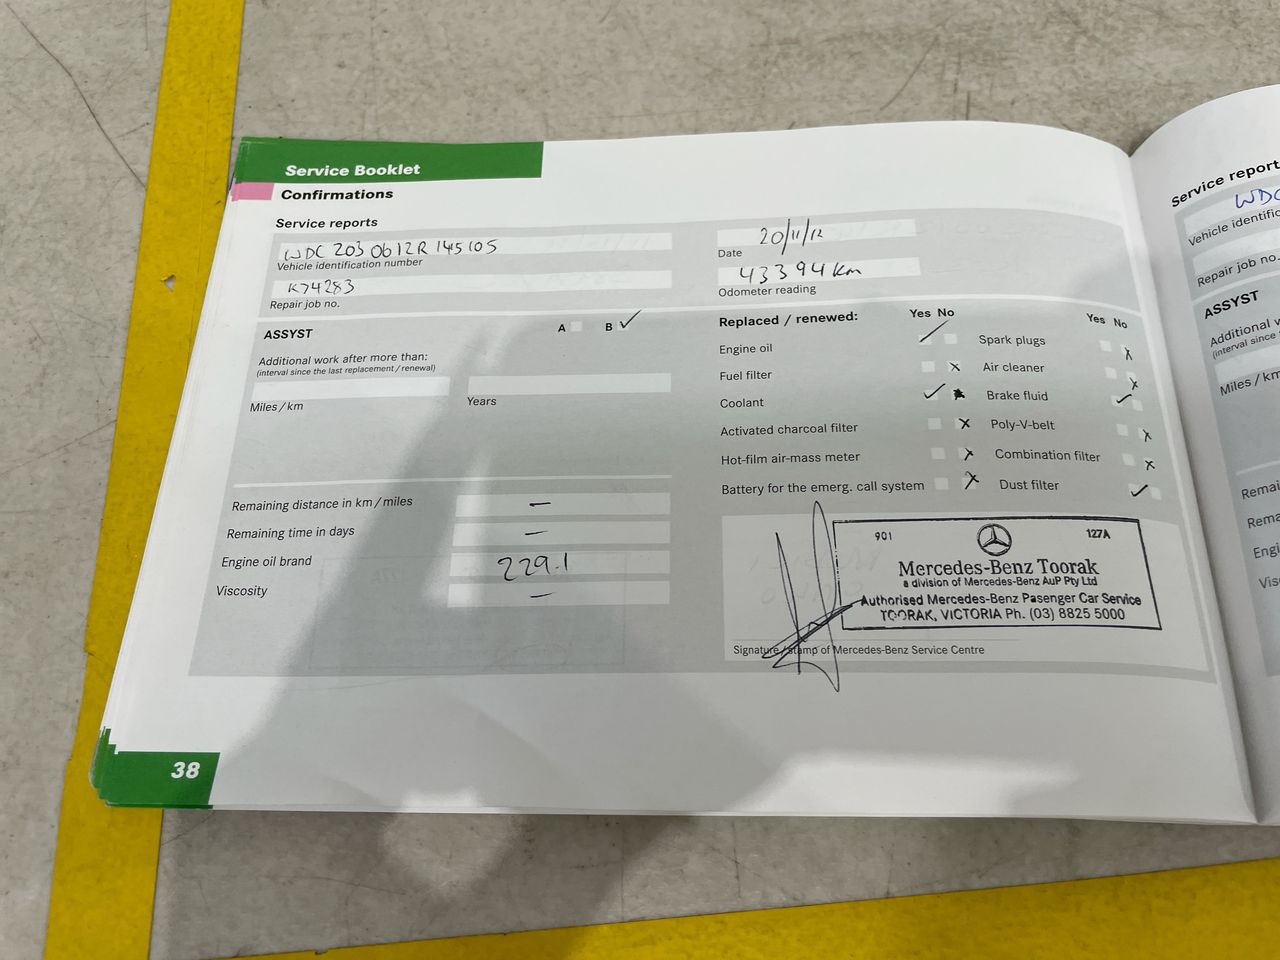 Service Booklet
Confirmations
Service reports
WDC 203 0612R 145105
Vehicle identification number
K74283
Repair job no.
20/11/12
Date
43394 km
Odometer reading
ASSYST
A B ✓
Additional work after more than:
(interval since the last replacement / renewal)
Miles / km
Years
Remaining distance in km / miles –
Remaining time in days –
Engine oil brand 229.1
Viscosity –
Replaced / renewed: Yes No
Engine oil ✓
Fuel filter x
Coolant ✓
Activated charcoal filter x
Hot-film air-mass meter x
Battery for the emerg. call system x
Yes No
Spark plugs x
Air cleaner x
Brake fluid ✓
Poly-V-belt x
Combination filter x
Dust filter ✓
901 127A
Mercedes-Benz Toorak
a division of Mercedes-Benz AuP Pty Ltd
Authorised Mercedes-Benz Pasenger Car Service
TOORAK, VICTORIA Ph. (03) 8825 5000
Signature / stamp of Mercedes-Benz Service Centre
38
Service report
WDC
Vehicle identific
Repair job no.
ASSYST
Additional w
(interval since
Miles / km
Remai
Rema
Engi
Vis